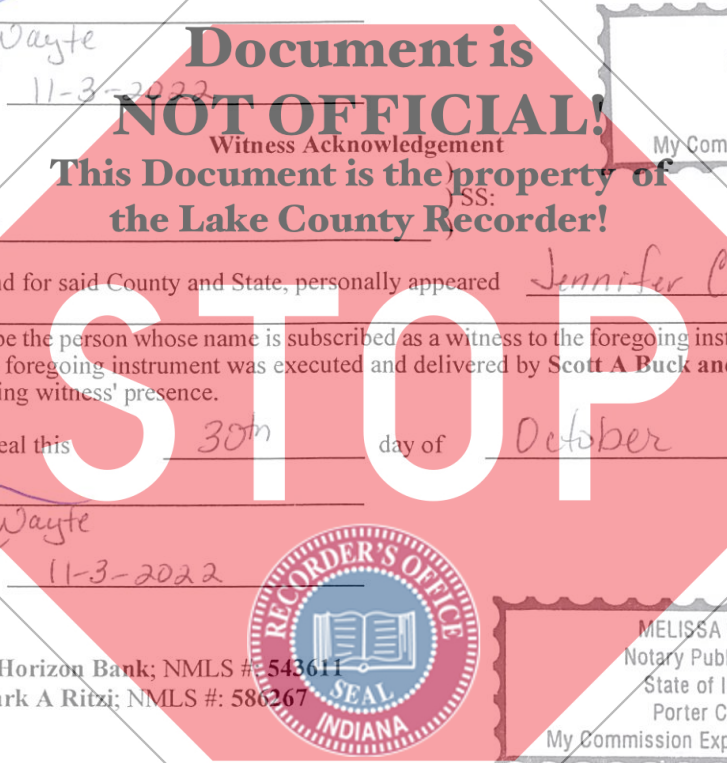 Wayte
Document is
11-3-2022
NOT OFFICIAL!
Witness Acknowledgement
My Com
This Document is the property of
)
SS:
the Lake County Recorder!
)
nd for said County and State, personally appeared Jennifer C
STOP
be the person whose name is subscribed as a witness to the foregoing inst
foregoing instrument was executed and delivered by Scott A Buck and
ing witness' presence.
eal this 30th day of October
Wayte
11-3-2022
RECORDER'S OFFICE
SEAL
INDIANA
Horizon Bank; NMLS #: 543611
ark A Ritzi; NMLS #: 586267
MELISSA
Notary Publ
State of I
Porter C
My Commission Exp